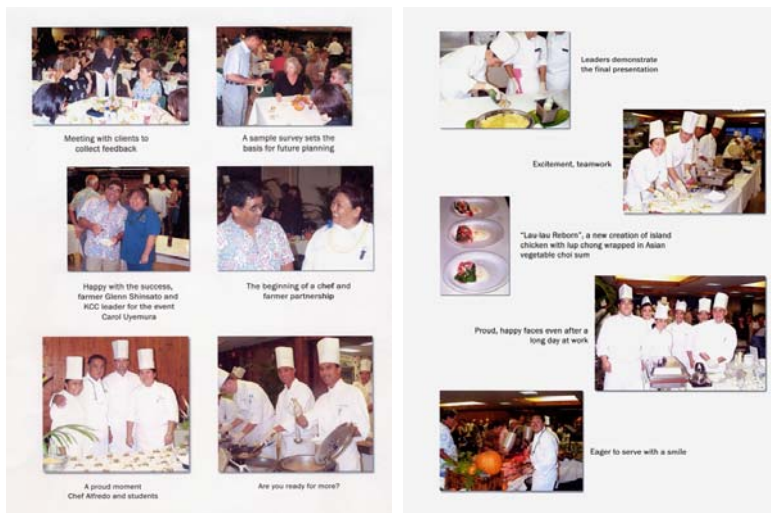 Meeting with clients to
collect feedback
A sample survey sets the
basis for future planning
Happy with the success,
farmer Glenn Shinsato and
KCC leader for the event
Carol Uyemura
The beginning of a chef and
farmer partnership
A proud moment
Chef Alfredo and students
Are you ready for more?
Leaders demonstrate
the final presentation
Excitement, teamwork
"Lau-lau Reborn", a new creation of island
chicken with lup chong wrapped in Asian
vegetable choi sum
Proud, happy faces even after a
long day at work
Eager to serve with a smile